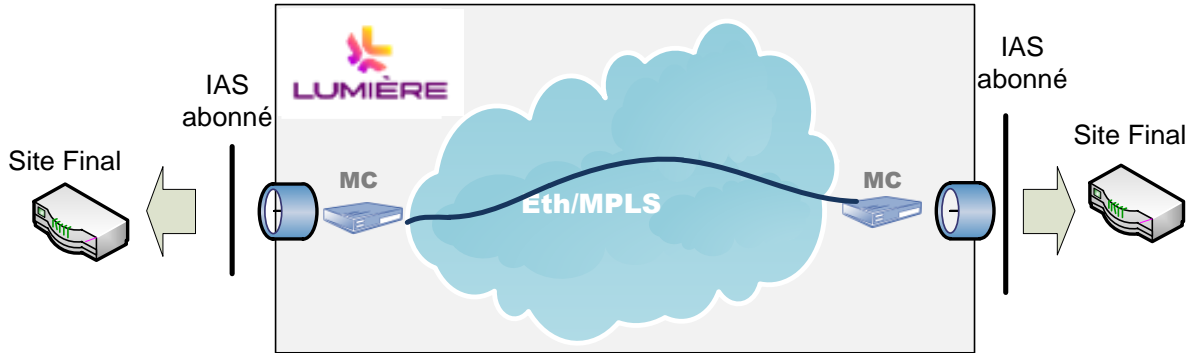 LUMIÈRE
IAS
abonné
IAS
abonné
Site Final
Site Final
MC
MC
Eth/MPLS